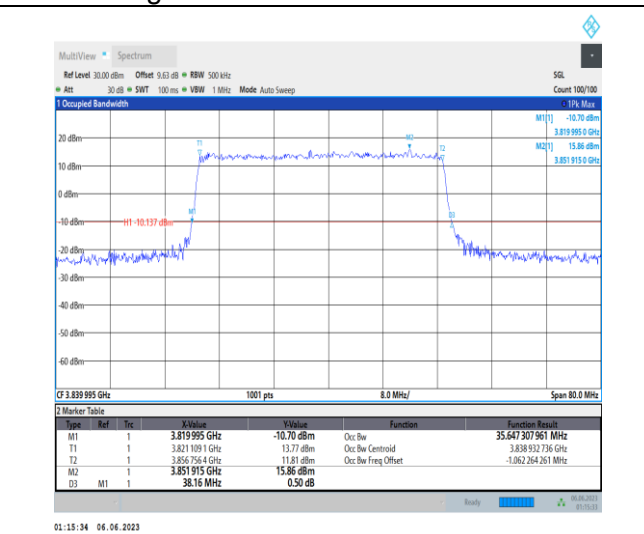 MultiView Spectrum
Ref Level 30.00 dBm Offset 9.63 dB RBW 500 kHz SGL
Att 30 dB SWT 100 ms VBW 1 MHz Mode Auto Sweep Count 100/100
1 Occupied Bandwidth 1Pk Max
M1[1] -10.70 dBm
3.819 995 0 GHz
M2[1] 15.86 dBm
3.851 915 0 GHz
20 dBm
T1
M2
T2
10 dBm
0 dBm
M1
D3
-10 dBm
H1 -10.137 dBm
-20 dBm
-30 dBm
-40 dBm
-50 dBm
-60 dBm
CF 3.839 995 GHz 1001 pts 8.0 MHz/ Span 80.0 MHz
2 Marker Table
Type Ref Trc X-Value Y-Value Function Function Result
M1 1 3.819 995 GHz -10.70 dBm Occ Bw 35.647 307 961 MHz
T1 1 3.821 109 1 GHz 13.77 dBm Occ Bw Centroid 3.838 932 736 GHz
T2 1 3.856 756 4 GHz 11.81 dBm Occ Bw Freq Offset -1.062 264 261 MHz
M2 1 3.851 915 GHz 15.86 dBm
D3 M1 1 38.16 MHz 0.50 dB
Ready 06.06.2023
01:15:33
01:15:34 06.06.2023